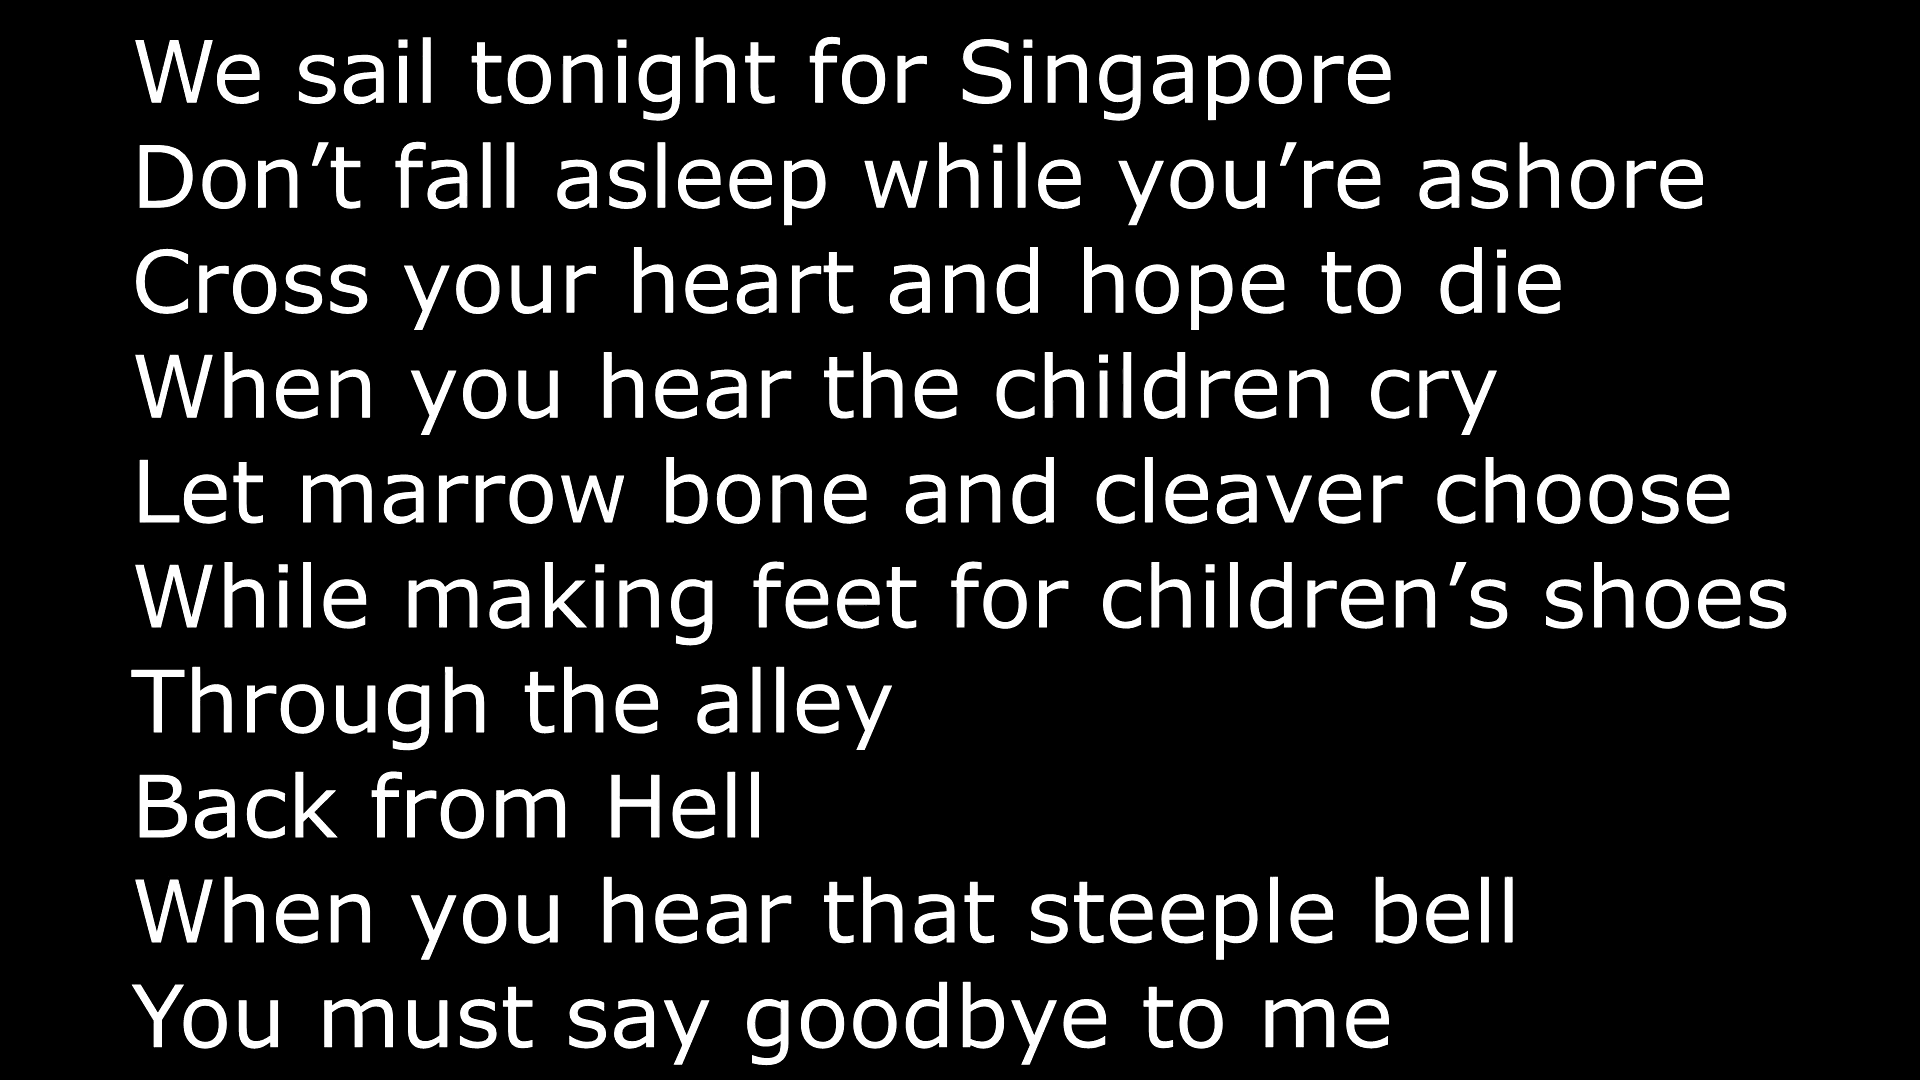 We sail tonight for Singapore
Don’t fall asleep while you’re ashore
Cross your heart and hope to die
When you hear the children cry
Let marrow bone and cleaver choose
While making feet for children’s shoes
Through the alley
Back from Hell
When you hear that steeple bell
You must say goodbye to me